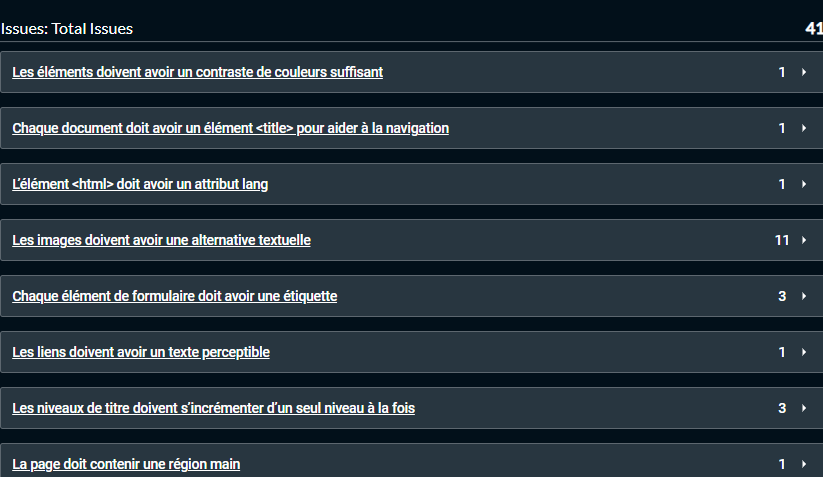 Issues: Total Issues 41
Les éléments doivent avoir un contraste de couleurs suffisant 1
Chaque document doit avoir un élément <title> pour aider à la navigation 1
L'élément <html> doit avoir un attribut lang 1
Les images doivent avoir une alternative textuelle 11
Chaque élément de formulaire doit avoir une étiquette 3
Les liens doivent avoir un texte perceptible 1
Les niveaux de titre doivent s'incrémenter d'un seul niveau à la fois 3
La page doit contenir une région main 1